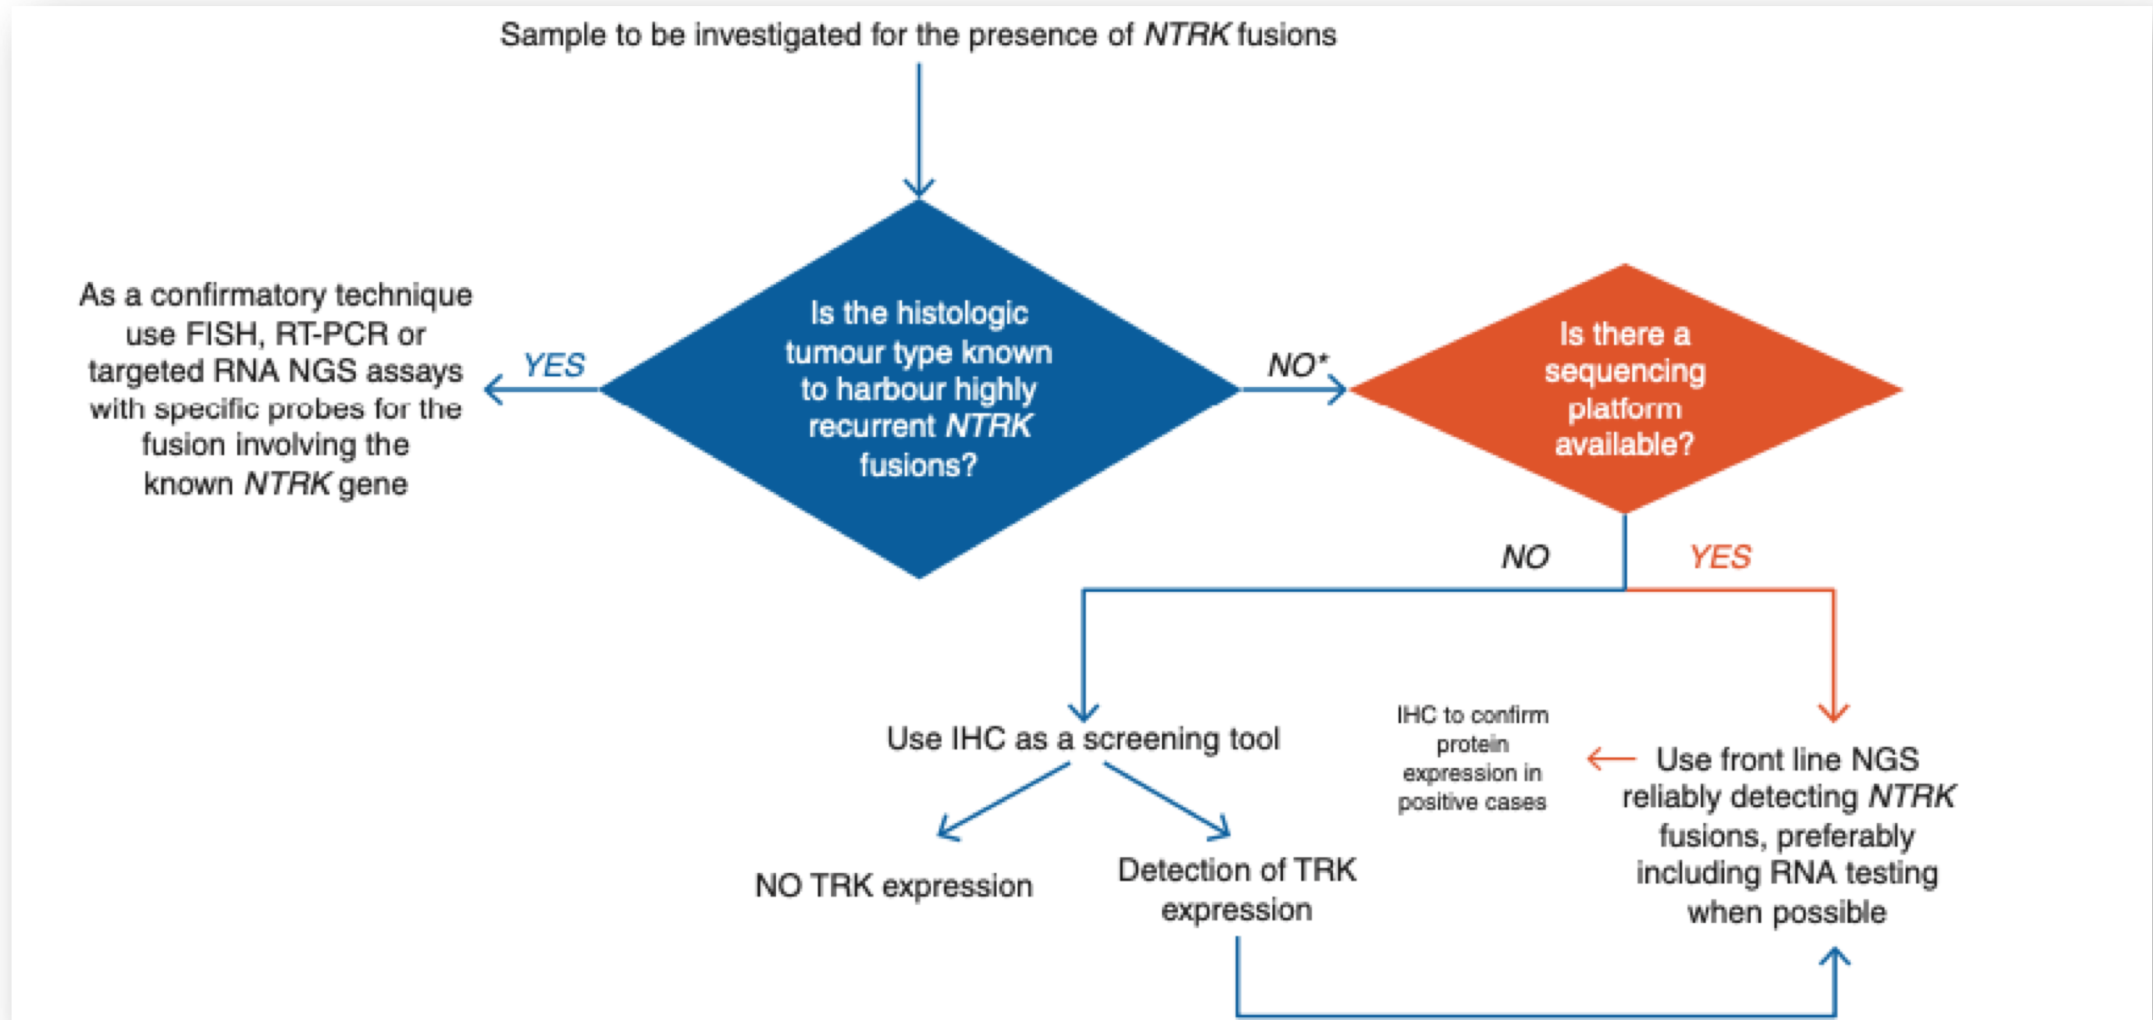 Sample to be investigated for the presence of NTRK fusions
As a confirmatory technique
use FISH, RT-PCR or
targeted RNA NGS assays
with specific probes for the
fusion involving the
known NTRK gene
YES
Is the histologic
tumour type known
to harbour highly
recurrent NTRK
fusions?
NO*
Is there a
sequencing
platform
available?
NO
YES
Use IHC as a screening tool
NO TRK expression
Detection of TRK
expression
IHC to confirm
protein
expression in
positive cases
Use front line NGS
reliably detecting NTRK
fusions, preferably
including RNA testing
when possible